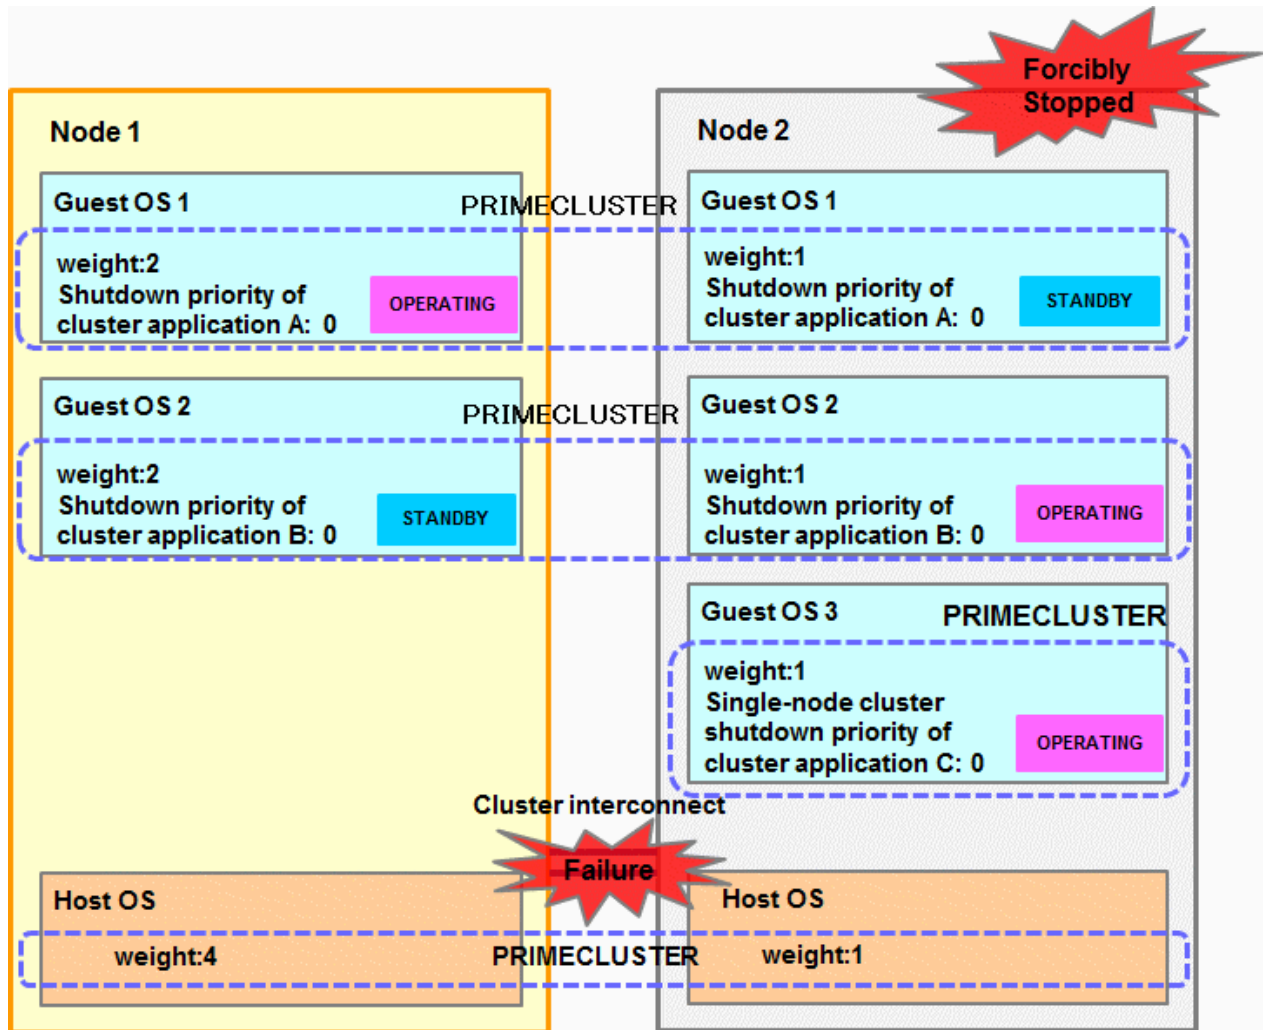 Forcibly
Stopped
Node 1
Node 2
Guest OS 1
PRIMECLUSTER
Guest OS 1
weight:2
Shutdown priority of
cluster application A: 0
OPERATING
weight:1
Shutdown priority of
cluster application A: 0
STANDBY
Guest OS 2
PRIMECLUSTER
Guest OS 2
weight:2
Shutdown priority of
cluster application B: 0
STANDBY
weight:1
Shutdown priority of
cluster application B: 0
OPERATING
Guest OS 3
PRIMECLUSTER
weight:1
Single-node cluster
shutdown priority of
cluster application C: 0
OPERATING
Cluster interconnect
Failure
Host OS
Host OS
weight:4
PRIMECLUSTER
weight:1